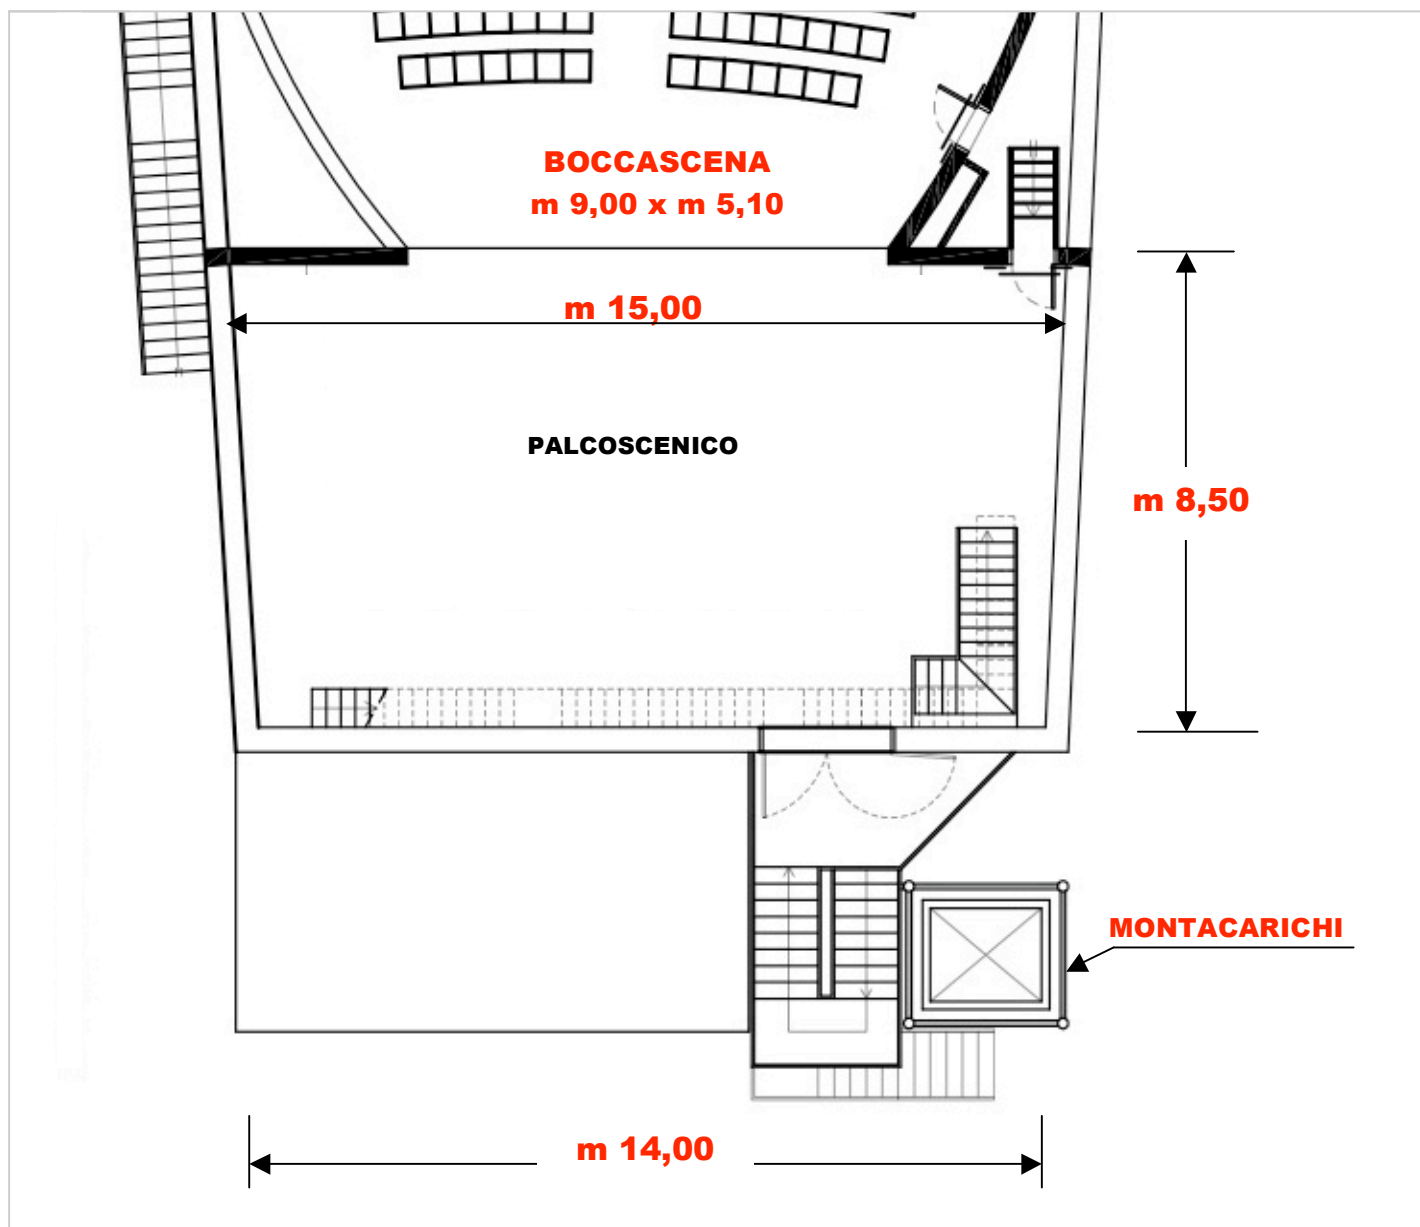 BOCCASCENA
m 9,00 x m 5,10
m 15,00
PALCOSCENICO
m 8,50
MONTACARICHI
m 14,00